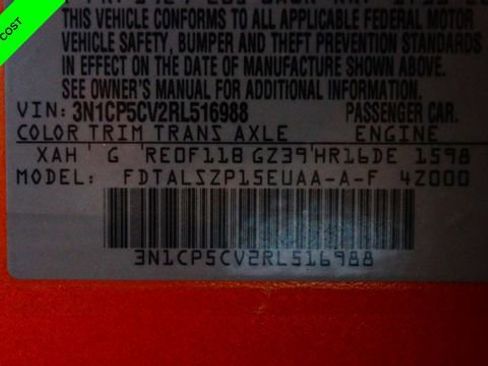 COST
THIS VEHICLE CONFORMS TO ALL APPLICABLE FEDERAL MOTOR
VEHICLE SAFETY, BUMPER AND THEFT PREVENTION STANDARDS
IN EFFECT ON THE DATE OF MANUFACTURE SHOWN ABOVE.
SEE OWNER'S MANUAL FOR ADDITIONAL INFORMATION.
VIN: 3N1CP5CV2RL516988 PASSENGER CAR.
COLOR TRIM TRANS AXLE ENGINE
XAH G RE0F11B GZ39 HR16DE 1598
MODEL: FDTALSZP15EUAA-A-F 4Z000
3N1CP5CV2RL516988